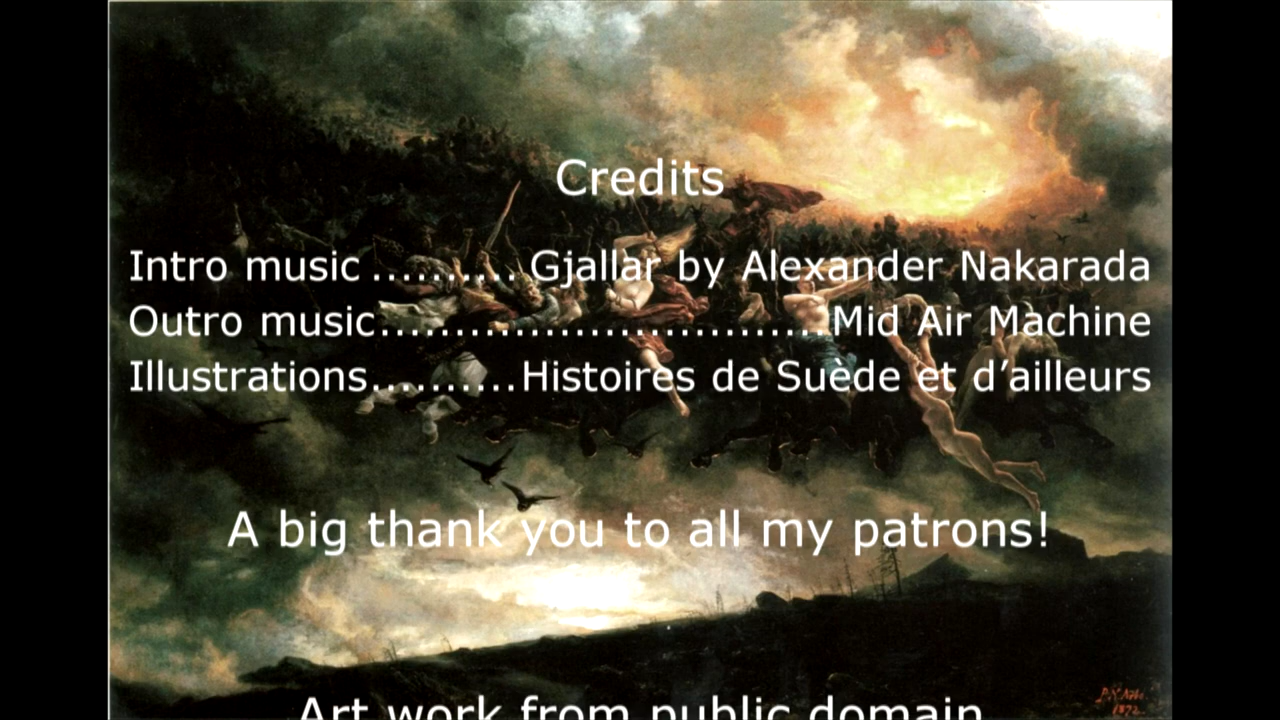 Credits
Intro music .......... Gjallar by Alexander Nakarada
Outro music..............................Mid Air Machine
Illustrations..........Histoires de Suède et d’ailleurs
A big thank you to all my patrons!
Art work from public domain
1872